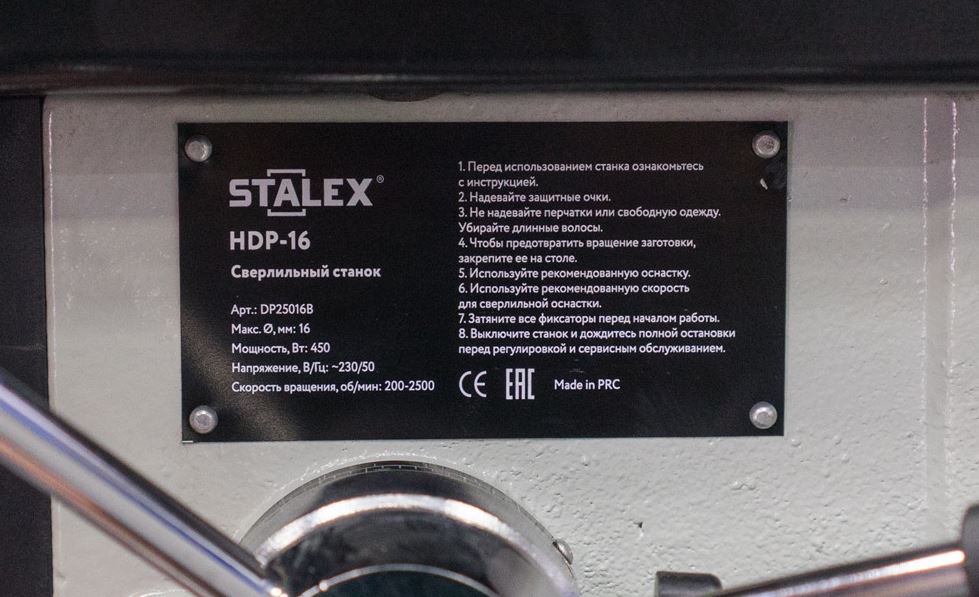 STALEX®
HDP-16
Сверлильный станок
Арт.: DP25016B
Макс. Ø, мм: 16
Мощность, Вт: 450
Напряжение, В/Гц: ~230/50
Скорость вращения, об/мин: 200-2500
1. Перед использованием станка ознакомьтесь
с инструкцией.
2. Надевайте защитные очки.
3. Не надевайте перчатки или свободную одежду.
Убирайте длинные волосы.
4. Чтобы предотвратить вращение заготовки,
закрепите ее на столе.
5. Используйте рекомендованную оснастку.
6. Используйте рекомендованную скорость
для сверлильной оснастки.
7. Затяните все фиксаторы перед началом работы.
8. Выключите станок и дождитесь полной остановки
перед регулировкой и сервисным обслуживанием.
CE EAC Made in PRC